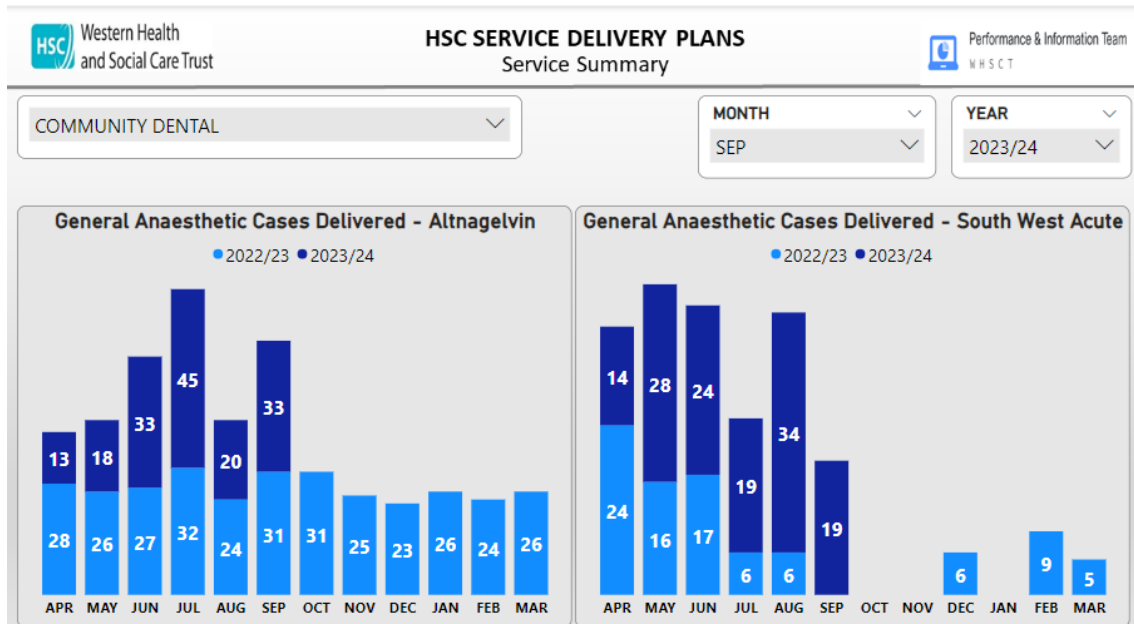 HSC
Western Health
and Social Care Trust
HSC SERVICE DELIVERY PLANS
Service Summary
Performance & Information Team
WHSCT
COMMUNITY DENTAL
MONTH
SEP
YEAR
2023/24
General Anaesthetic Cases Delivered - Altnagelvin
2022/23 2023/24
45
33
33
13 18 20
28 26 27 32 24 31 31 25 23 26 24 26
APR MAY JUN JUL AUG SEP OCT NOV DEC JAN FEB MAR
General Anaesthetic Cases Delivered - South West Acute
2022/23 2023/24
14 28 24
34
19
24 16 17 19
6 6 6 9 5
APR MAY JUN JUL AUG SEP OCT NOV DEC JAN FEB MAR